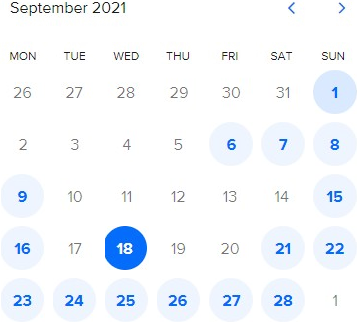 September 2021
MON TUE WED THU FRI SAT SUN
26 27 28 29 30 31 1
2 3 4 5 6 7 8
9 10 11 12 13 14 15
16 17 18 19 20 21 22
23 24 25 26 27 28 1